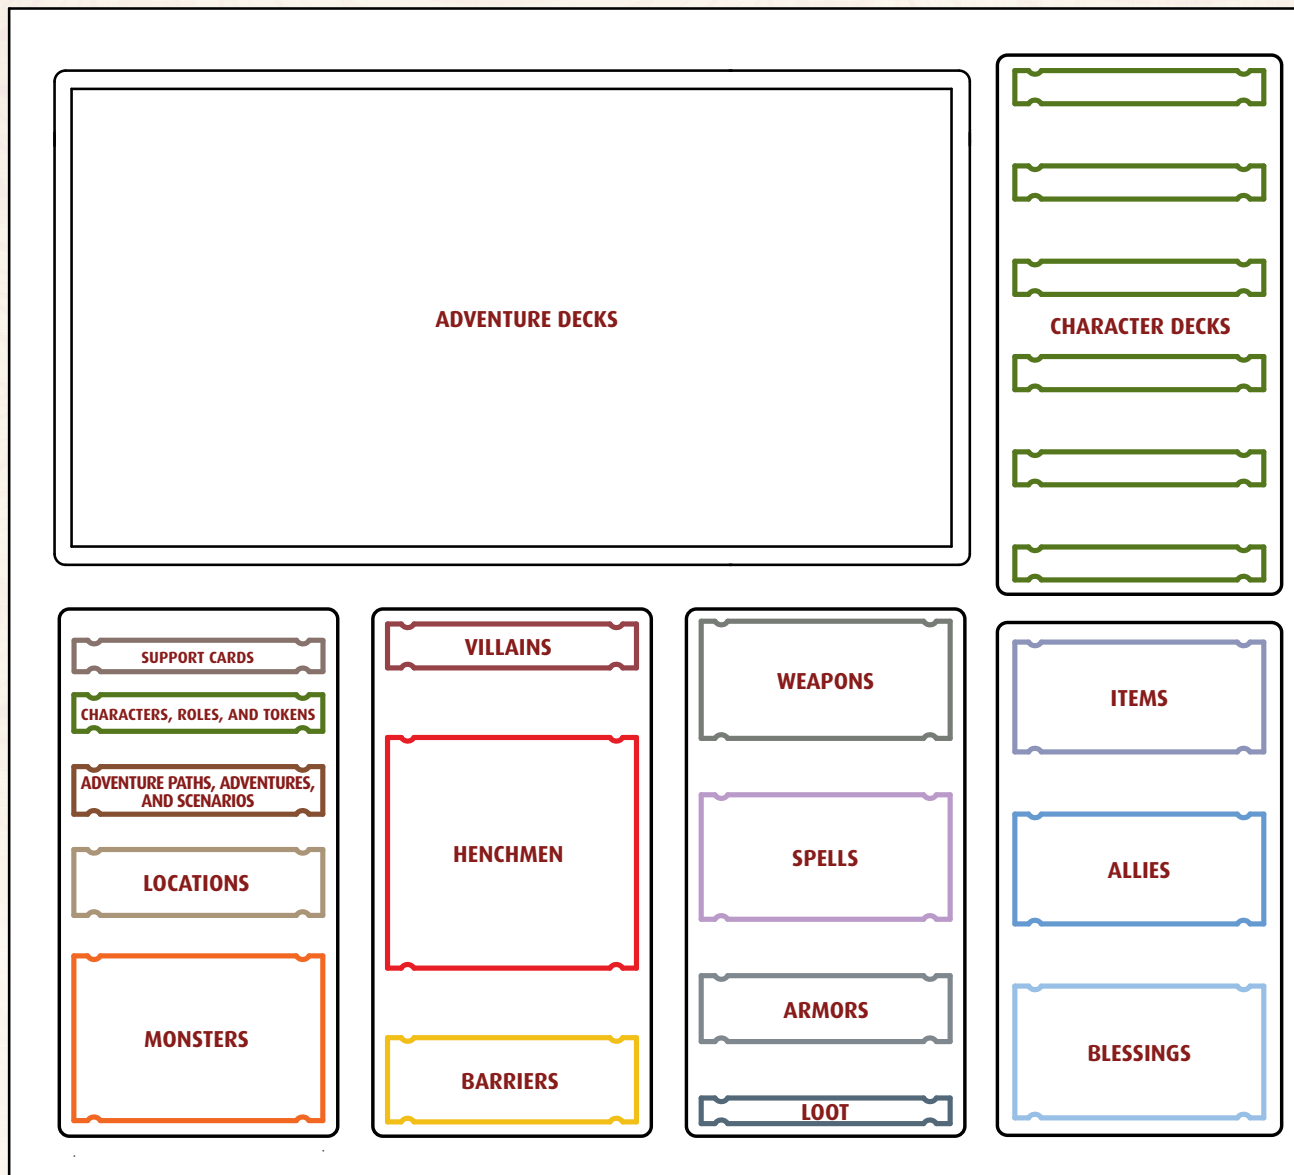 ADVENTURE DECKS
CHARACTER DECKS
SUPPORT CARDS
CHARACTERS, ROLES, AND TOKENS
ADVENTURE PATHS, ADVENTURES,
AND SCENARIOS
LOCATIONS
MONSTERS
VILLAINS
HENCHMEN
BARRIERS
WEAPONS
SPELLS
ARMORS
LOOT
ITEMS
ALLIES
BLESSINGS